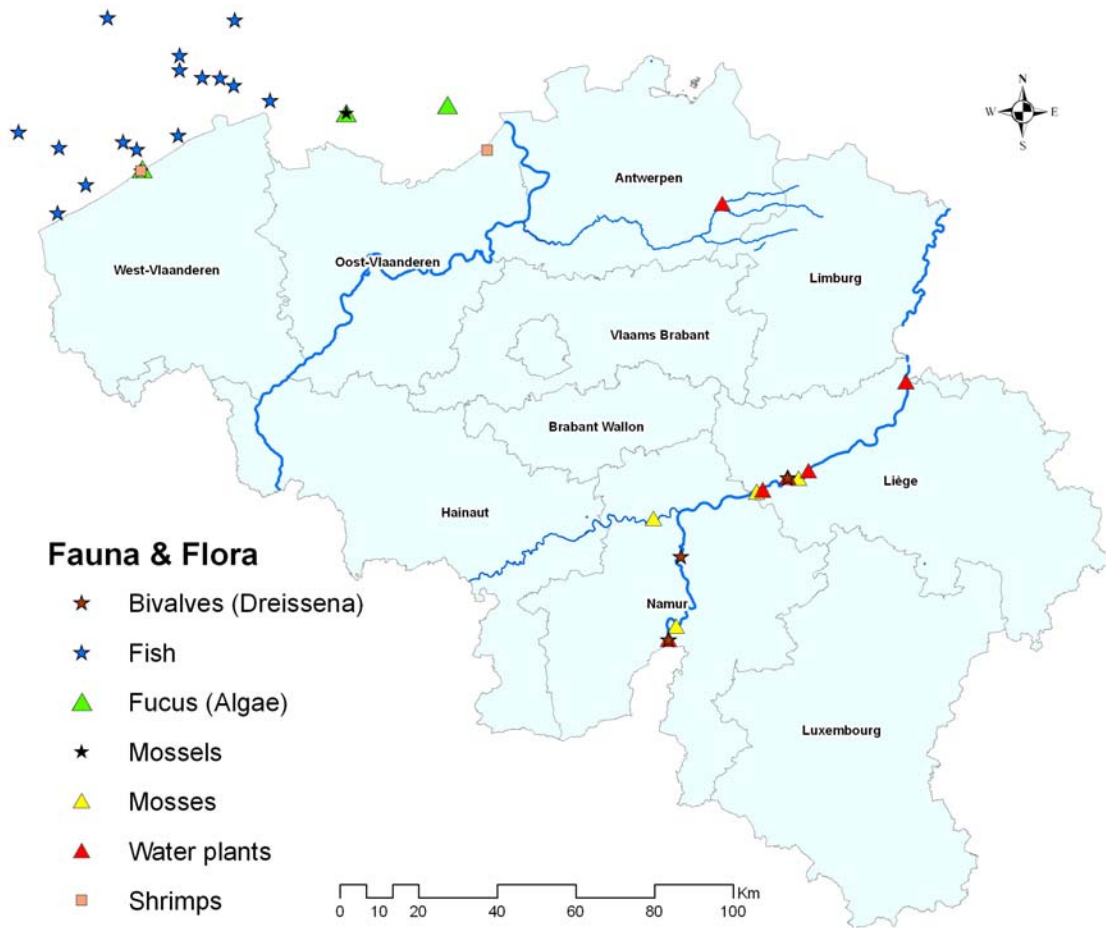 N
W E
S
Antwerpen
West-Vlaanderen
Oost-Vlaanderen
Limburg
Vlaams Brabant
Brabant Wallon
Liège
Hainaut
Namur
Luxembourg
Fauna & Flora
Bivalves (Dreissena)
Fish
Fucus (Algae)
Mossels
Mosses
Water plants
Shrimps
Km
0 10 20 40 60 80 100